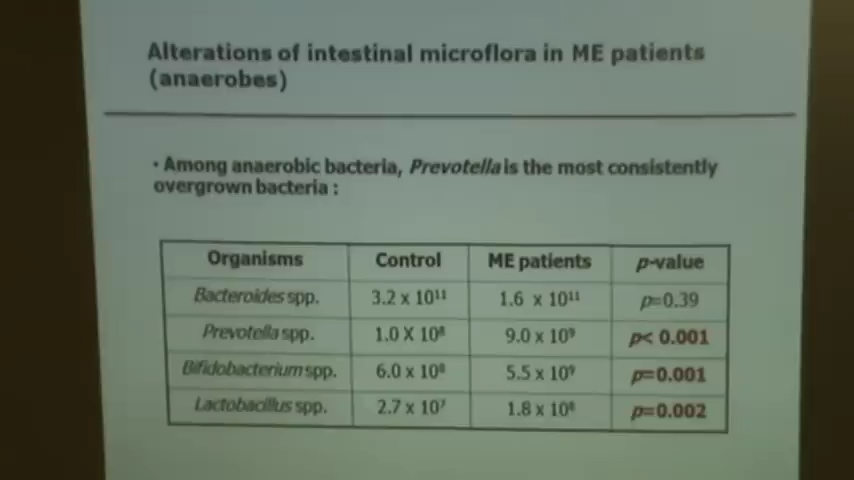 Alterations of intestinal microflora in ME patients
(anaerobes)
• Among anaerobic bacteria, Prevotella is the most consistently
overgrown bacteria :
Organisms Control ME patients p-value
Bacteroides spp. 3.2 x 10¹¹ 1.6 x 10¹¹ p=0.39
Prevotella spp. 1.0 X 10⁸ 9.0 x 10⁹ p< 0.001
Bifidobacterium spp. 6.0 x 10⁸ 5.5 x 10⁹ p=0.001
Lactobacillus spp. 2.7 x 10⁷ 1.8 x 10⁸ p=0.002